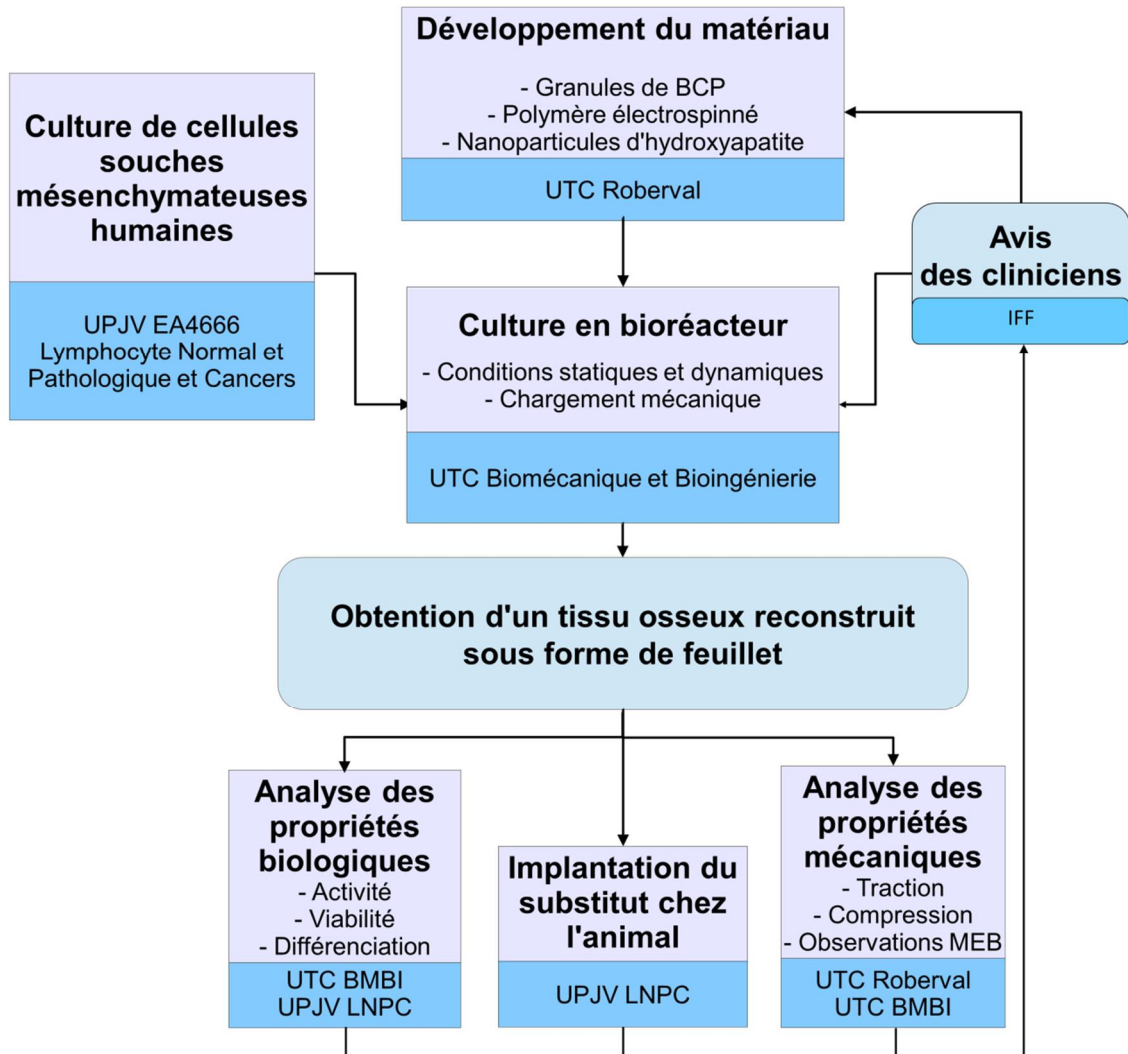 Développement du matériau
- Granules de BCP
- Polymère électrospinné
- Nanoparticules d'hydroxyapatite
UTC Roberval
Culture de cellules
souches
mésenchymateuses
humaines
UPJV EA4666
Lymphocyte Normal et
Pathologique et Cancers
Avis
des cliniciens
IFF
Culture en bioréacteur
- Conditions statiques et dynamiques
- Chargement mécanique
UTC Biomécanique et Bioingénierie
Obtention d'un tissu osseux reconstruit
sous forme de feuillet
Analyse des
propriétés
biologiques
- Activité
- Viabilité
- Différenciation
UTC BMBI
UPJV LNPC
Implantation du
substitut chez
l'animal
UPJV LNPC
Analyse des
propriétés
mécaniques
- Traction
- Compression
- Observations MEB
UTC Roberval
UTC BMBI